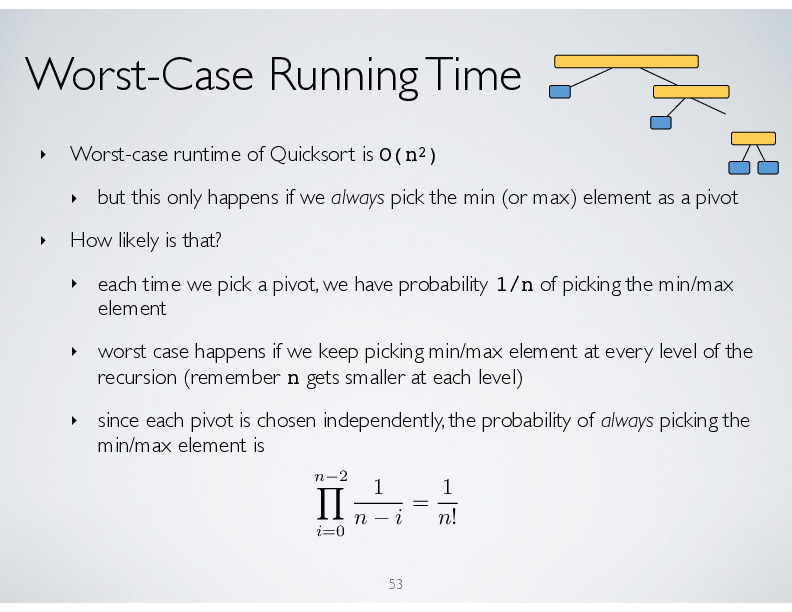 Worst-Case Running Time
‣ Worst-case runtime of Quicksort is O(n²)
‣ but this only happens if we always pick the min (or max) element as a pivot
‣ How likely is that?
‣ each time we pick a pivot, we have probability 1/n of picking the min/max
element
‣ worst case happens if we keep picking min/max element at every level of the
recursion (remember n gets smaller at each level)
‣ since each pivot is chosen independently, the probability of always picking the
min/max element is
∏_{i=0}^{n−2} 1/(n − i) = 1/n!
53